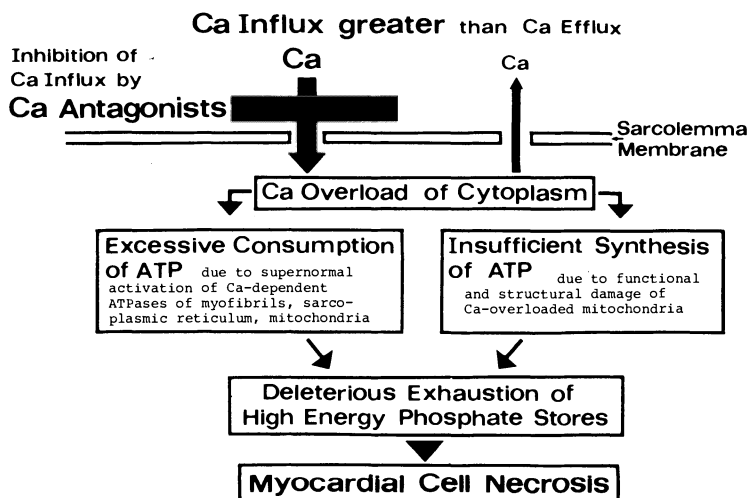 Ca Influx greater than Ca Efflux
Inhibition of
Ca Influx by
Ca Antagonists
Ca
Ca
Sarcolemma
Membrane
Ca Overload of Cytoplasm
Excessive Consumption
of ATP due to supernormal
activation of Ca-dependent
ATPases of myofibrils, sarco-
plasmic reticulum, mitochondria
Insufficient Synthesis
of ATP due to functional
and structural damage of
Ca-overloaded mitochondria
Deleterious Exhaustion of
High Energy Phosphate Stores
Myocardial Cell Necrosis